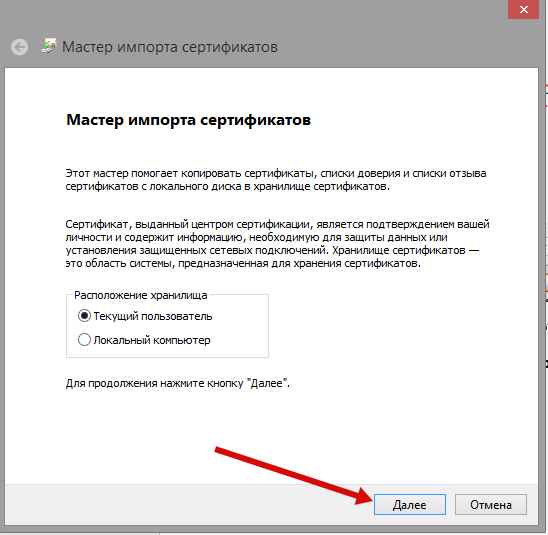 Мастер импорта сертификатов
Мастер импорта сертификатов
Этот мастер помогает копировать сертификаты, списки доверия и списки отзыва
сертификатов с локального диска в хранилище сертификатов.
Сертификат, выданный центром сертификации, является подтверждением вашей
личности и содержит информацию, необходимую для защиты данных или
установления защищенных сетевых подключений. Хранилище сертификатов —
это область системы, предназначенная для хранения сертификатов.
Расположение хранилища
Текущий пользователь
Локальный компьютер
Для продолжения нажмите кнопку "Далее".
Далее
Отмена